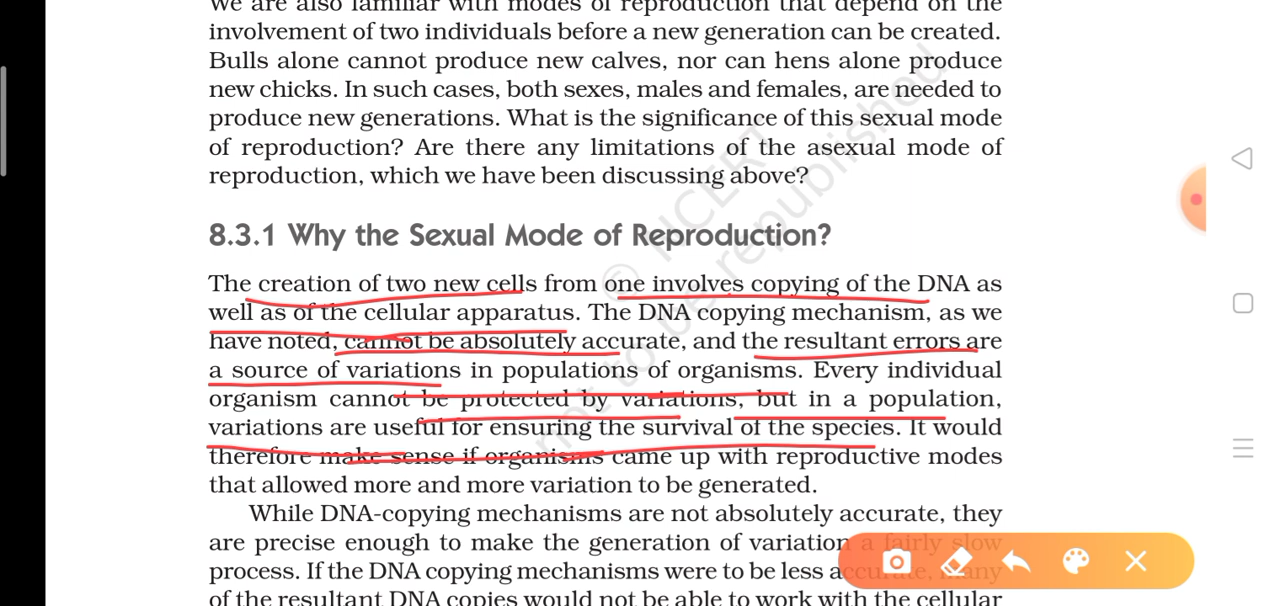 We are also familiar with modes of reproduction that depend on the
involvement of two individuals before a new generation can be created.
Bulls alone cannot produce new calves, nor can hens alone produce
new chicks. In such cases, both sexes, males and females, are needed to
produce new generations. What is the significance of this sexual mode
of reproduction? Are there any limitations of the asexual mode of
reproduction, which we have been discussing above?
8.3.1 Why the Sexual Mode of Reproduction?
The creation of two new cells from one involves copying of the DNA as
well as of the cellular apparatus. The DNA copying mechanism, as we
have noted, cannot be absolutely accurate, and the resultant errors are
a source of variations in populations of organisms. Every individual
organism cannot be protected by variations, but in a population,
variations are useful for ensuring the survival of the species. It would
therefore make sense if organisms came up with reproductive modes
that allowed more and more variation to be generated.
While DNA-copying mechanisms are not absolutely accurate, they
are precise enough to make the generation of variation a fairly slow
process. If the DNA copying mechanisms were to be less accurate, many
of the resultant DNA copies would not be able to work with the cellular
© NCERT
not to be republished